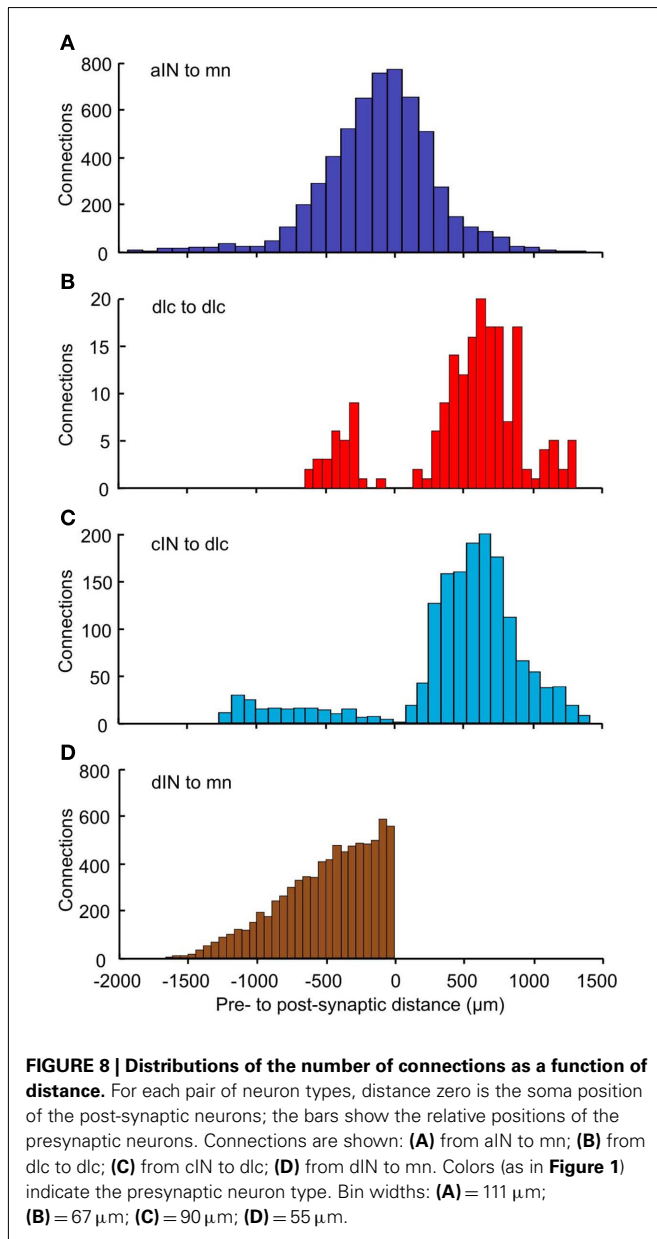 A
aIN to mn
800
600
400
200
0
Connections
B
dlc to dlc
20
15
10
5
0
Connections
C
cIN to dlc
200
150
100
50
0
Connections
D
dIN to mn
800
600
400
200
0
Connections
-2000 -1500 -1000 -500 0 500 1000 1500
Pre- to post-synaptic distance (µm)
FIGURE 8 | Distributions of the number of connections as a function of
distance. For each pair of neuron types, distance zero is the soma position
of the post-synaptic neurons; the bars show the relative positions of the
presynaptic neurons. Connections are shown: (A) from aIN to mn; (B) from
dlc to dlc; (C) from cIN to dlc; (D) from dIN to mn. Colors (as in Figure 1)
indicate the presynaptic neuron type. Bin widths: (A) = 111 µm;
(B) = 67 µm; (C) = 90 µm; (D) = 55 µm.